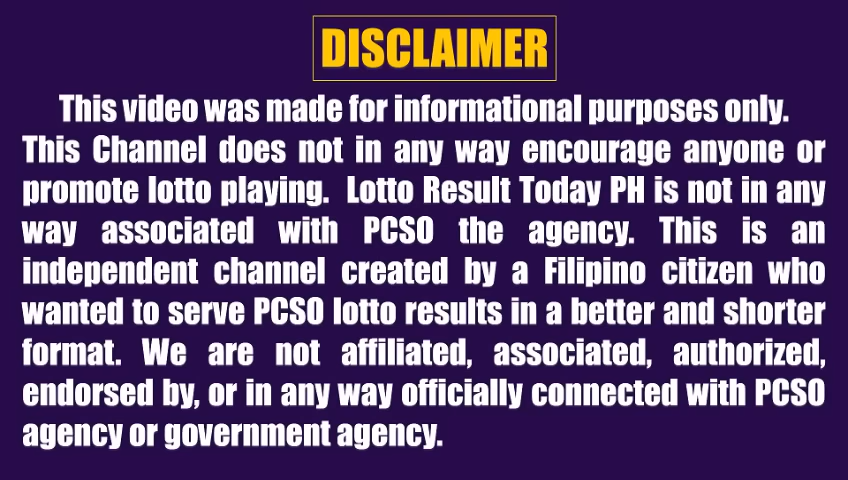 DISCLAIMER
This video was made for informational purposes only.
This Channel does not in any way encourage anyone or
promote lotto playing. Lotto Result Today PH is not in any
way associated with PCSO the agency. This is an
independent channel created by a Filipino citizen who
wanted to serve PCSO lotto results in a better and shorter
format. We are not affiliated, associated, authorized,
endorsed by, or in any way officially connected with PCSO
agency or government agency.